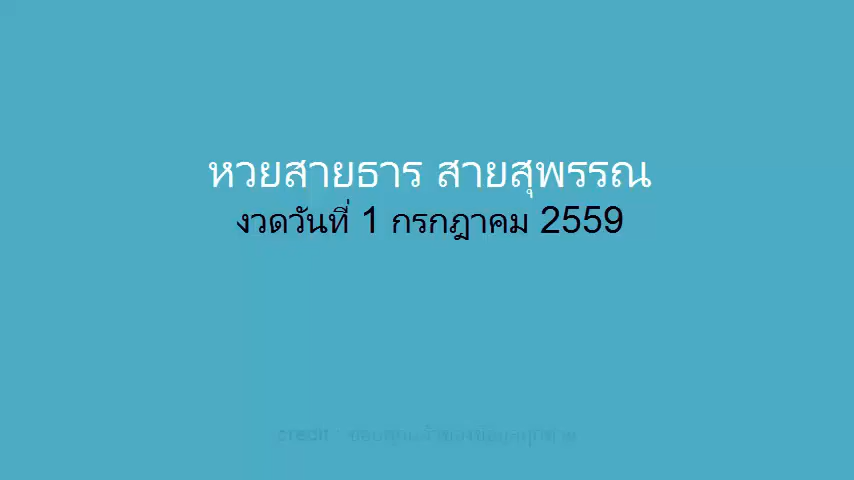 หวยสายธาร สายสุพรรณ
งวดวันที่ 1 กรกฎาคม 2559
credit :